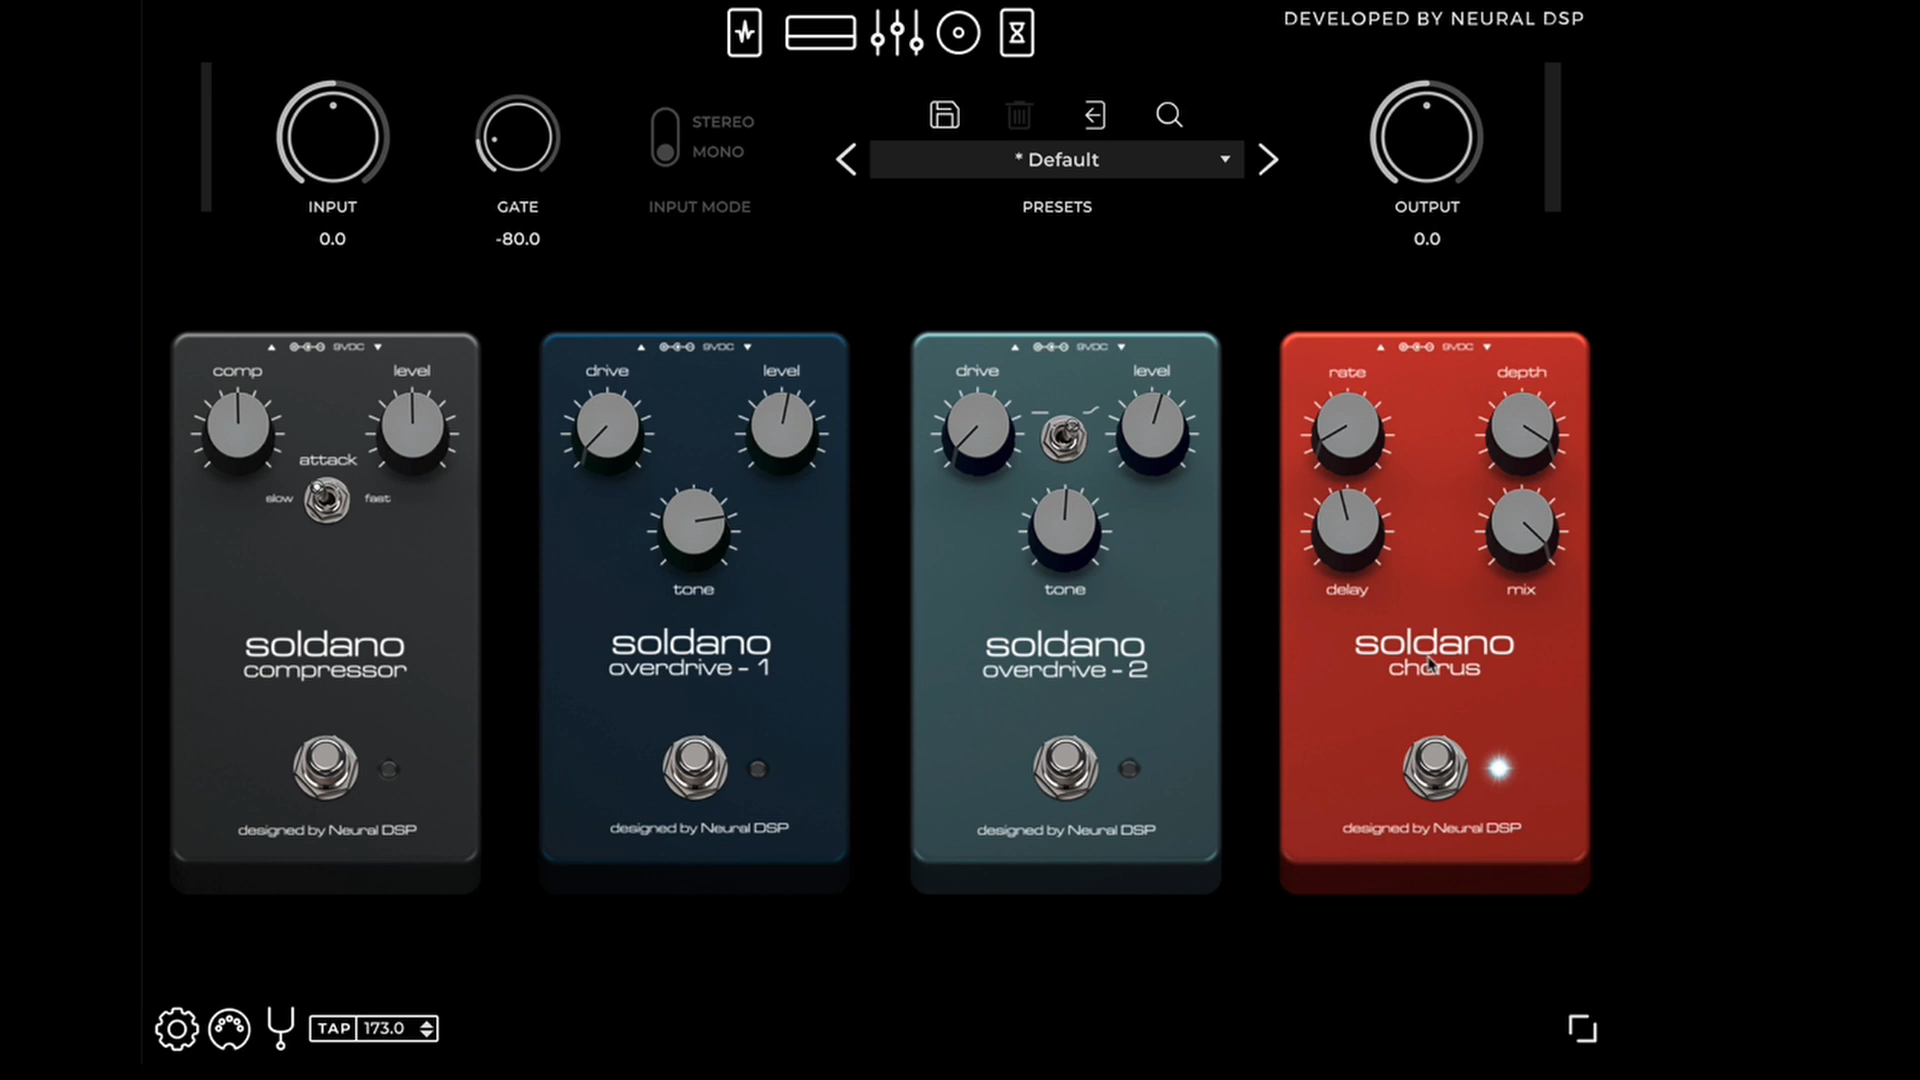 DEVELOPED BY NEURAL DSP
STEREO
MONO
* Default
INPUT
GATE
INPUT MODE
PRESETS
OUTPUT
0.0
-80.0
0.0
9VDC
comp
level
attack
slow
fast
soldano
compressor
designed by Neural DSP
9VDC
drive
level
tone
soldano
overdrive - 1
designed by Neural DSP
9VDC
drive
level
tone
soldano
overdrive - 2
designed by Neural DSP
9VDC
rate
depth
delay
mix
soldano
chorus
designed by Neural DSP
TAP 173.0